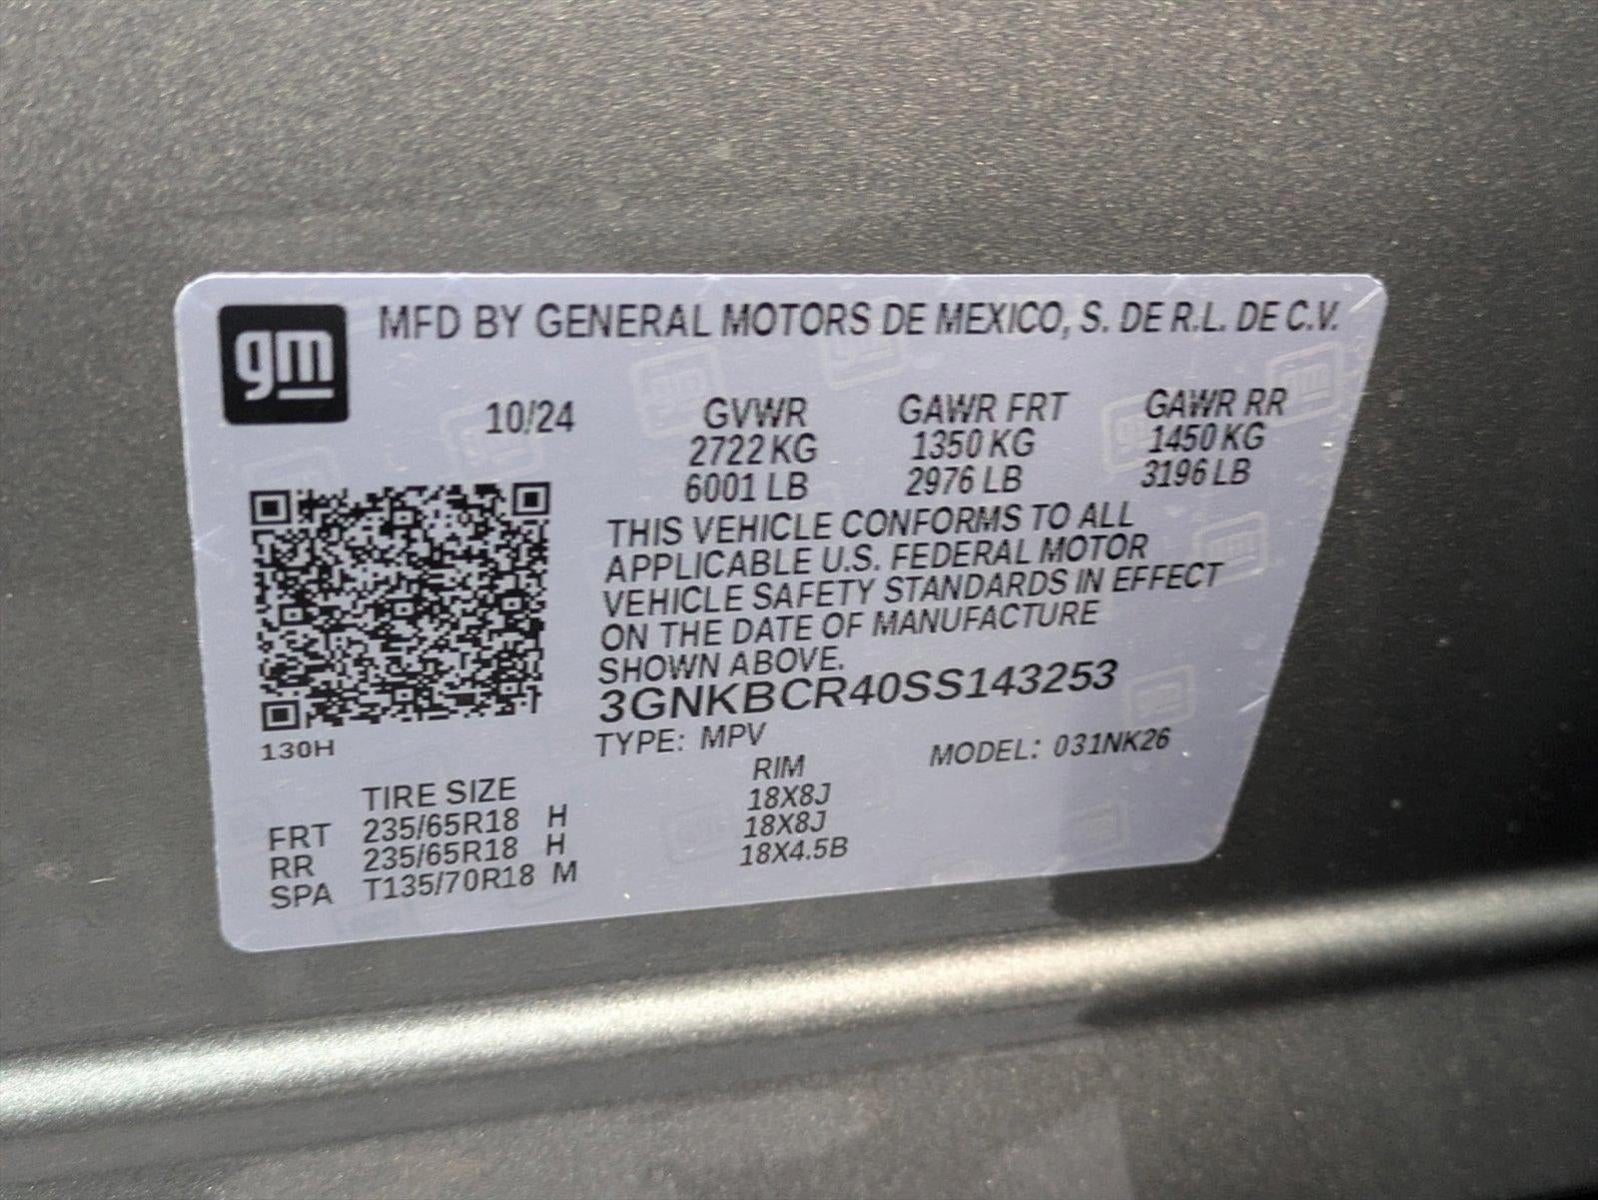 gm
MFD BY GENERAL MOTORS DE MEXICO, S. DE R.L. DE C.V.
10/24 GVWR GAWR FRT GAWR RR
2722 KG 1350 KG 1450 KG
6001 LB 2976 LB 3196 LB
THIS VEHICLE CONFORMS TO ALL
APPLICABLE U.S. FEDERAL MOTOR
VEHICLE SAFETY STANDARDS IN EFFECT
ON THE DATE OF MANUFACTURE
SHOWN ABOVE.
3GNKBCR40SS143253
130H
TYPE: MPV MODEL: 031NK26
TIRE SIZE RIM
FRT 235/65R18 H 18X8J
RR 235/65R18 H 18X8J
SPA T135/70R18 M 18X4.5B